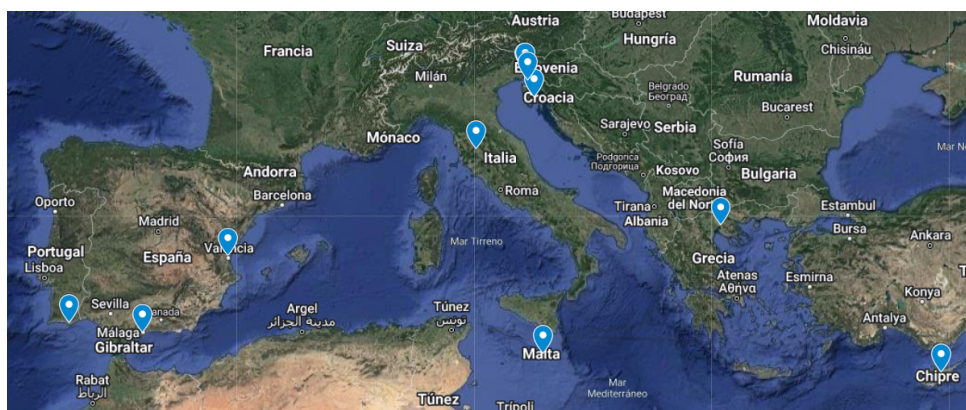 Budapest
Austria
Moldavia
Francia
Suiza
Hungría
Chisináu
Eslovenia
Milán
Rumanía
Croacia
Belgrado
Београд
Bucarest
Mónaco
Sarajevo
Serbia
Italia
Sofía
София
Andorra
Podgorica
Подгорица
Kosovo
Bulgaria
Roma
Barcelona
Macedonia
del Norte
Oporto
Tirana
Albania
Estambul
Madrid
Bursa
Ankara
Mar Tirreno
Portugal
Valencia
España
Grecia
Lisboa
Atenas
Αθήνα
Esmirna
Konya
Sevilla
Argel
مدينة الجزائر
Túnez
تونس
Antalya
Málaga
Gibraltar
Malta
Rabat
الرباط
Chipre
Mar
Mediterráneo
Túnez
Trípoli